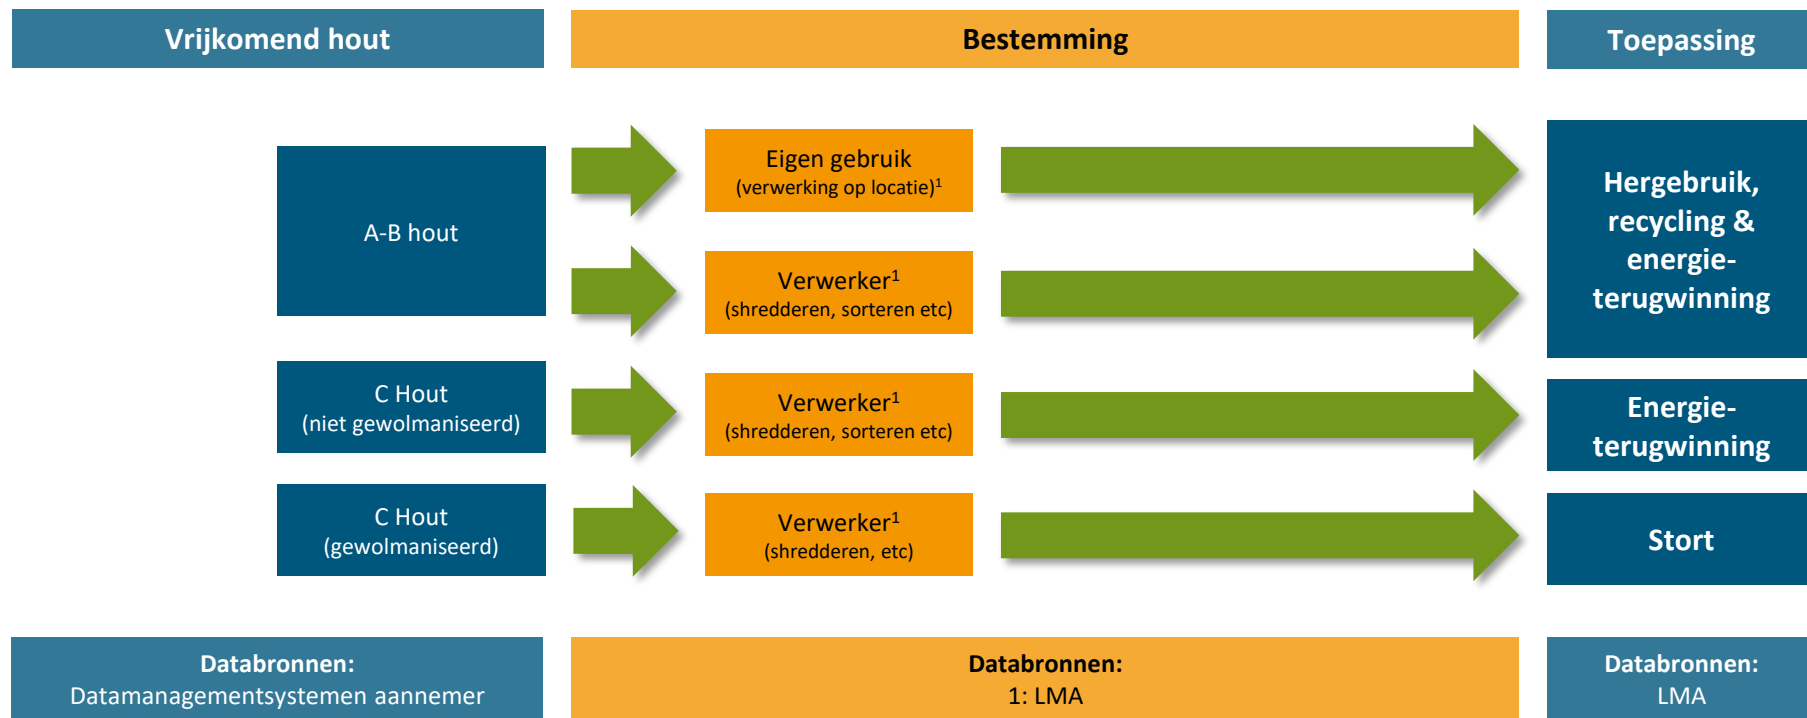 Vrijkomend hout
Bestemming
Toepassing
A-B hout
Eigen gebruik
(verwerking op locatie)¹
Verwerker¹
(shredderen, sorteren etc)
Hergebruik,
recycling &
energie-
terugwinning
C Hout
(niet gewolmaniseerd)
Verwerker¹
(shredderen, sorteren etc)
Energie-
terugwinning
C Hout
(gewolmaniseerd)
Verwerker¹
(shredderen, etc)
Stort
Databronnen:
Datamanagementsystemen aannemer
Databronnen:
1: LMA
Databronnen:
LMA